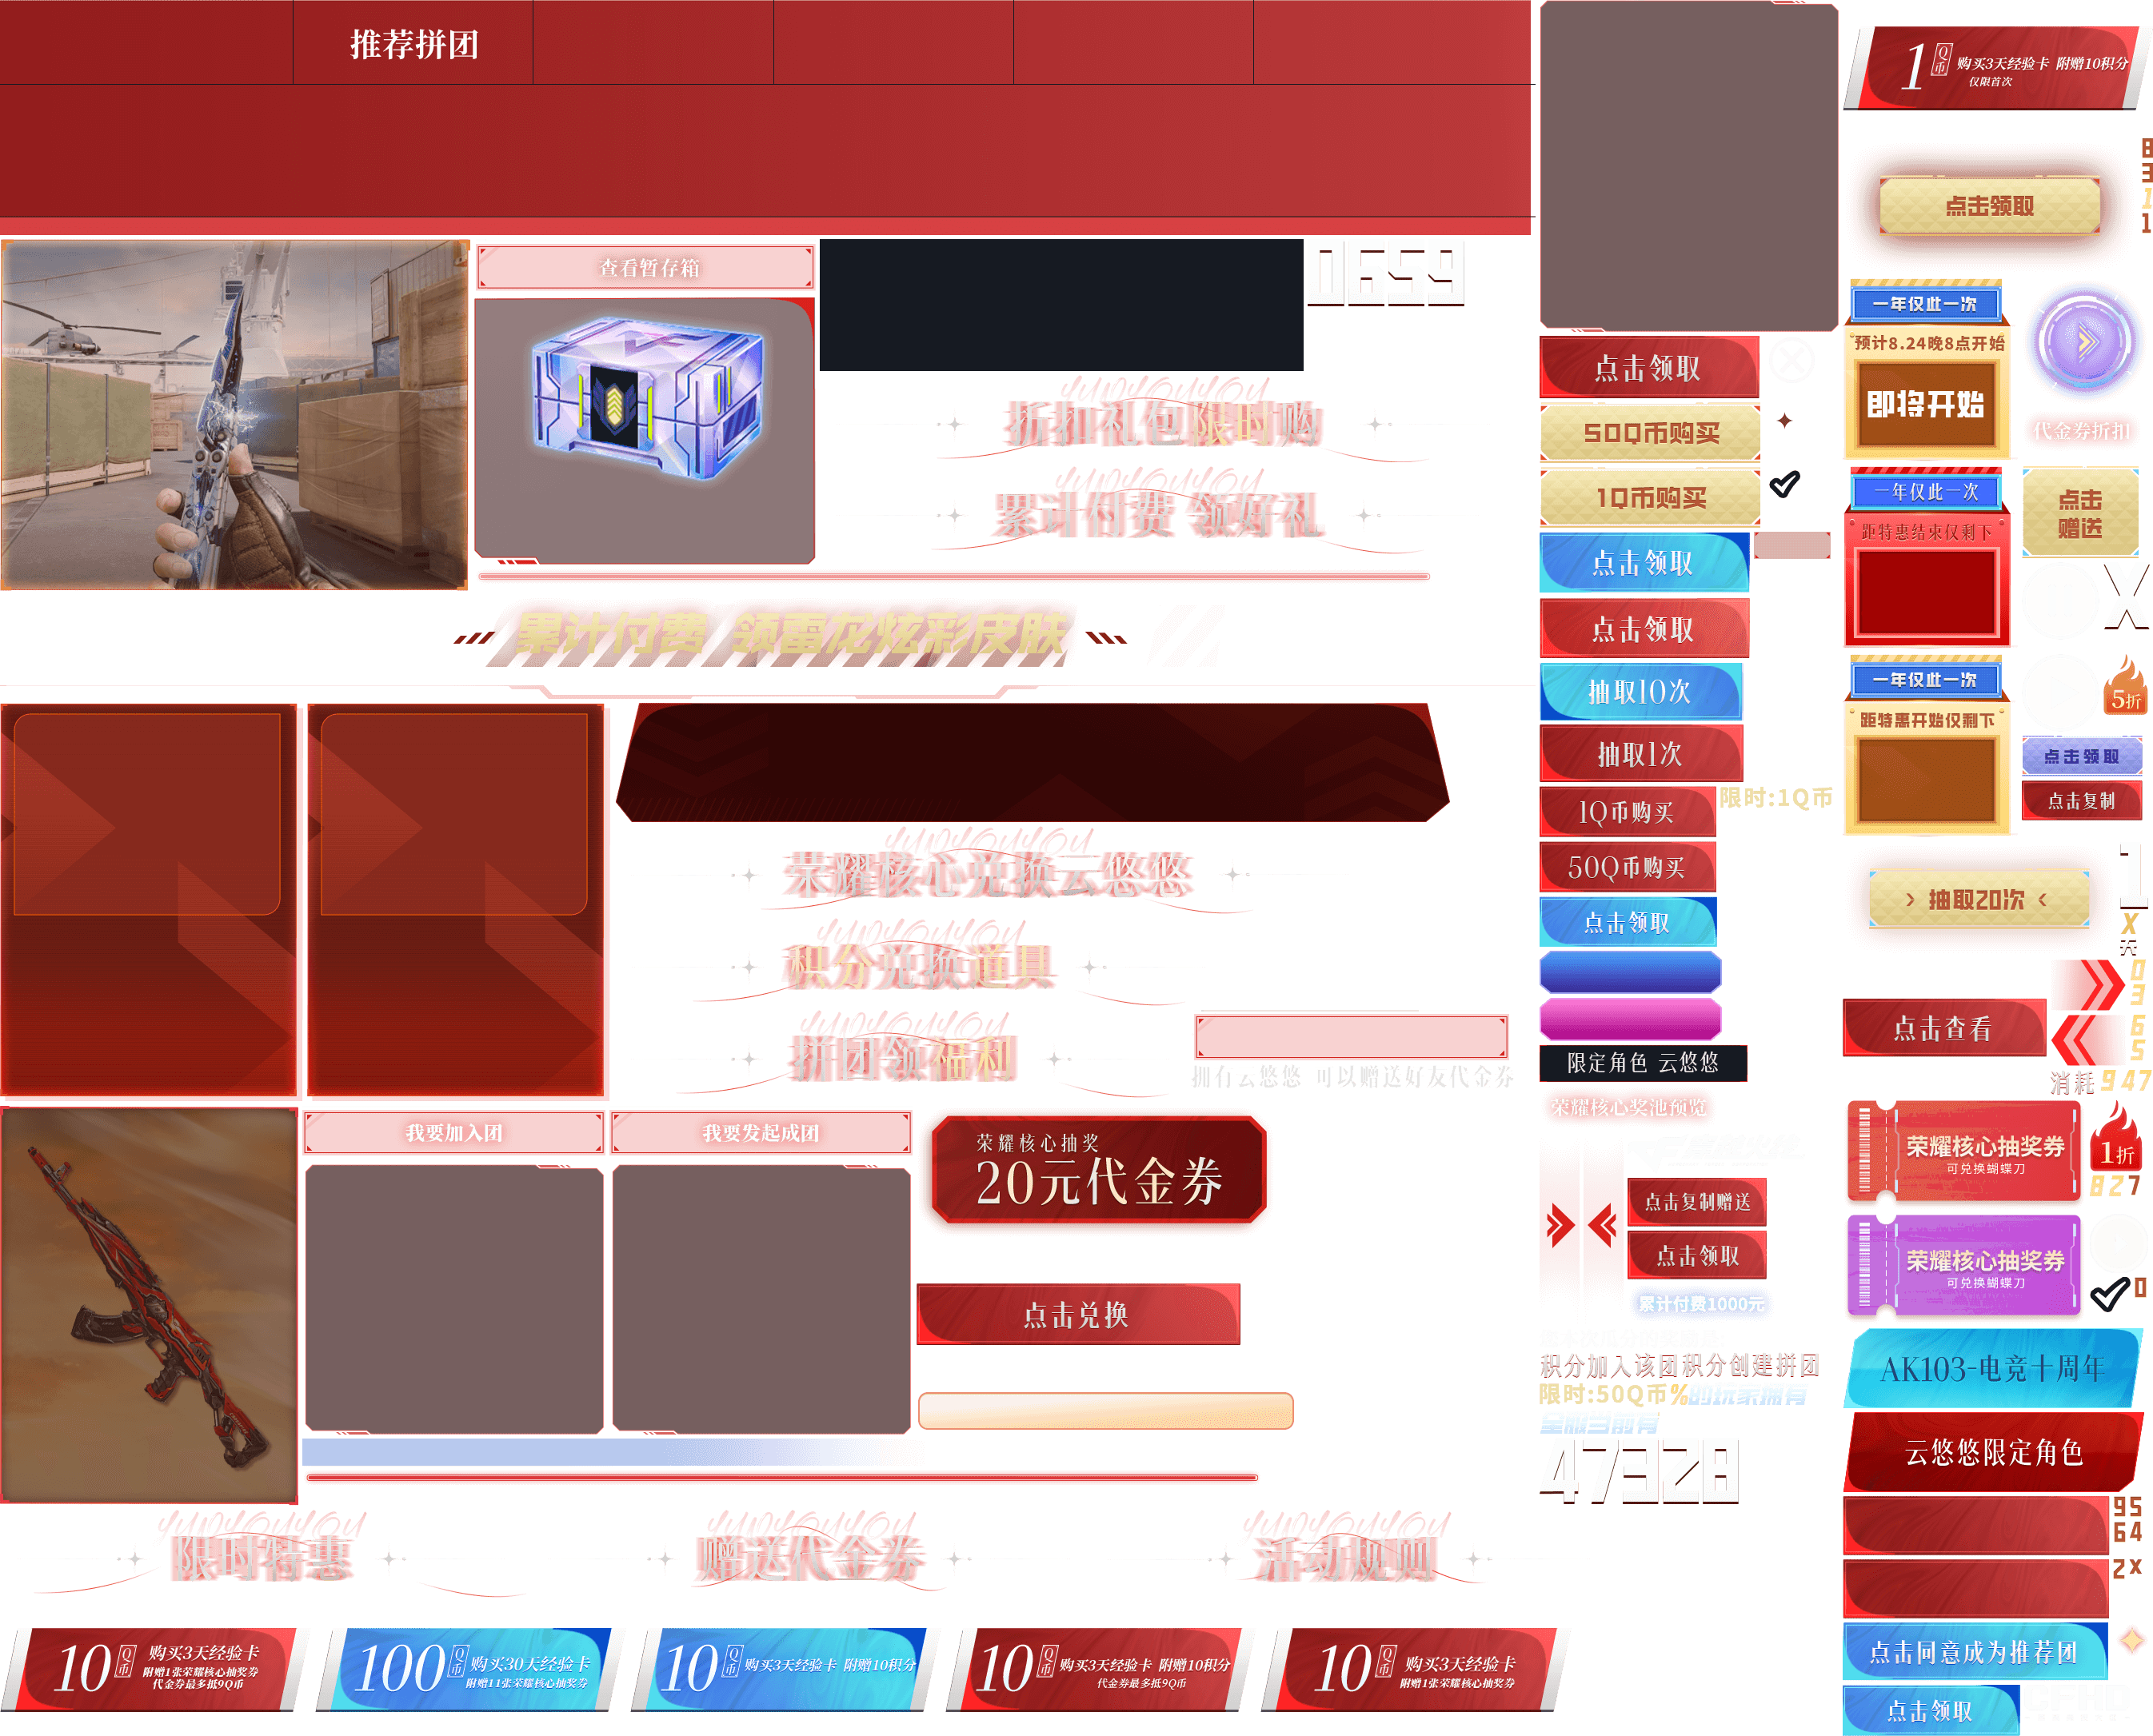 推荐拼团
1
Q币
购买3天经验卡 附赠10积分
仅限首次
点击领取
查看暂存箱
0659
一年仅此一次
预计8.24晚8点开始
即将开始
点击领取
代金券折扣
折扣礼包限时购
50Q币购买
累计付费 领好礼
1Q币购买
一年仅此一次
距特惠结束仅剩下
点击
赠送
点击领取
累计付费 领雷龙炫彩皮肤
点击领取
抽取10次
一年仅此一次
距特惠开始仅剩下
5折
抽取1次
点击领取
点击复制
1Q币购买
限时:1Q币
荣耀核心兑换云悠悠
50Q币购买
抽取20次
点击领取
积分兑换道具
拼团领福利
点击查看
限定角色 云悠悠
拥有云悠悠 可以赠送好友代金券
消耗
947
荣耀核心奖池预览
我要加入团
我要发起成团
荣耀核心抽奖
20元代金券
荣耀核心抽奖券
可兑换蝴蝶刀
1折
827
点击复制赠送
点击领取
荣耀核心抽奖券
可兑换蝴蝶刀
0
点击兑换
累计付费1000元
积分加入该团积分创建拼团
AK103-电竞十周年
限时:50Q币%的玩家拥有
全服当前有
云悠悠限定角色
47328
95
64
2X
限时特惠
赠送代金券
活动规则
点击同意成为推荐团
10
Q币
购买3天经验卡
附赠1张荣耀核心抽奖券
代金券最多抵9Q币
100
Q币
购买30天经验卡
附赠11张荣耀核心抽奖券
10
Q币
购买3天经验卡 附赠10积分
10
Q币
购买3天经验卡 附赠10积分
代金券最多抵9Q币
10
Q币
购买3天经验卡
附赠1张荣耀核心抽奖券
点击领取